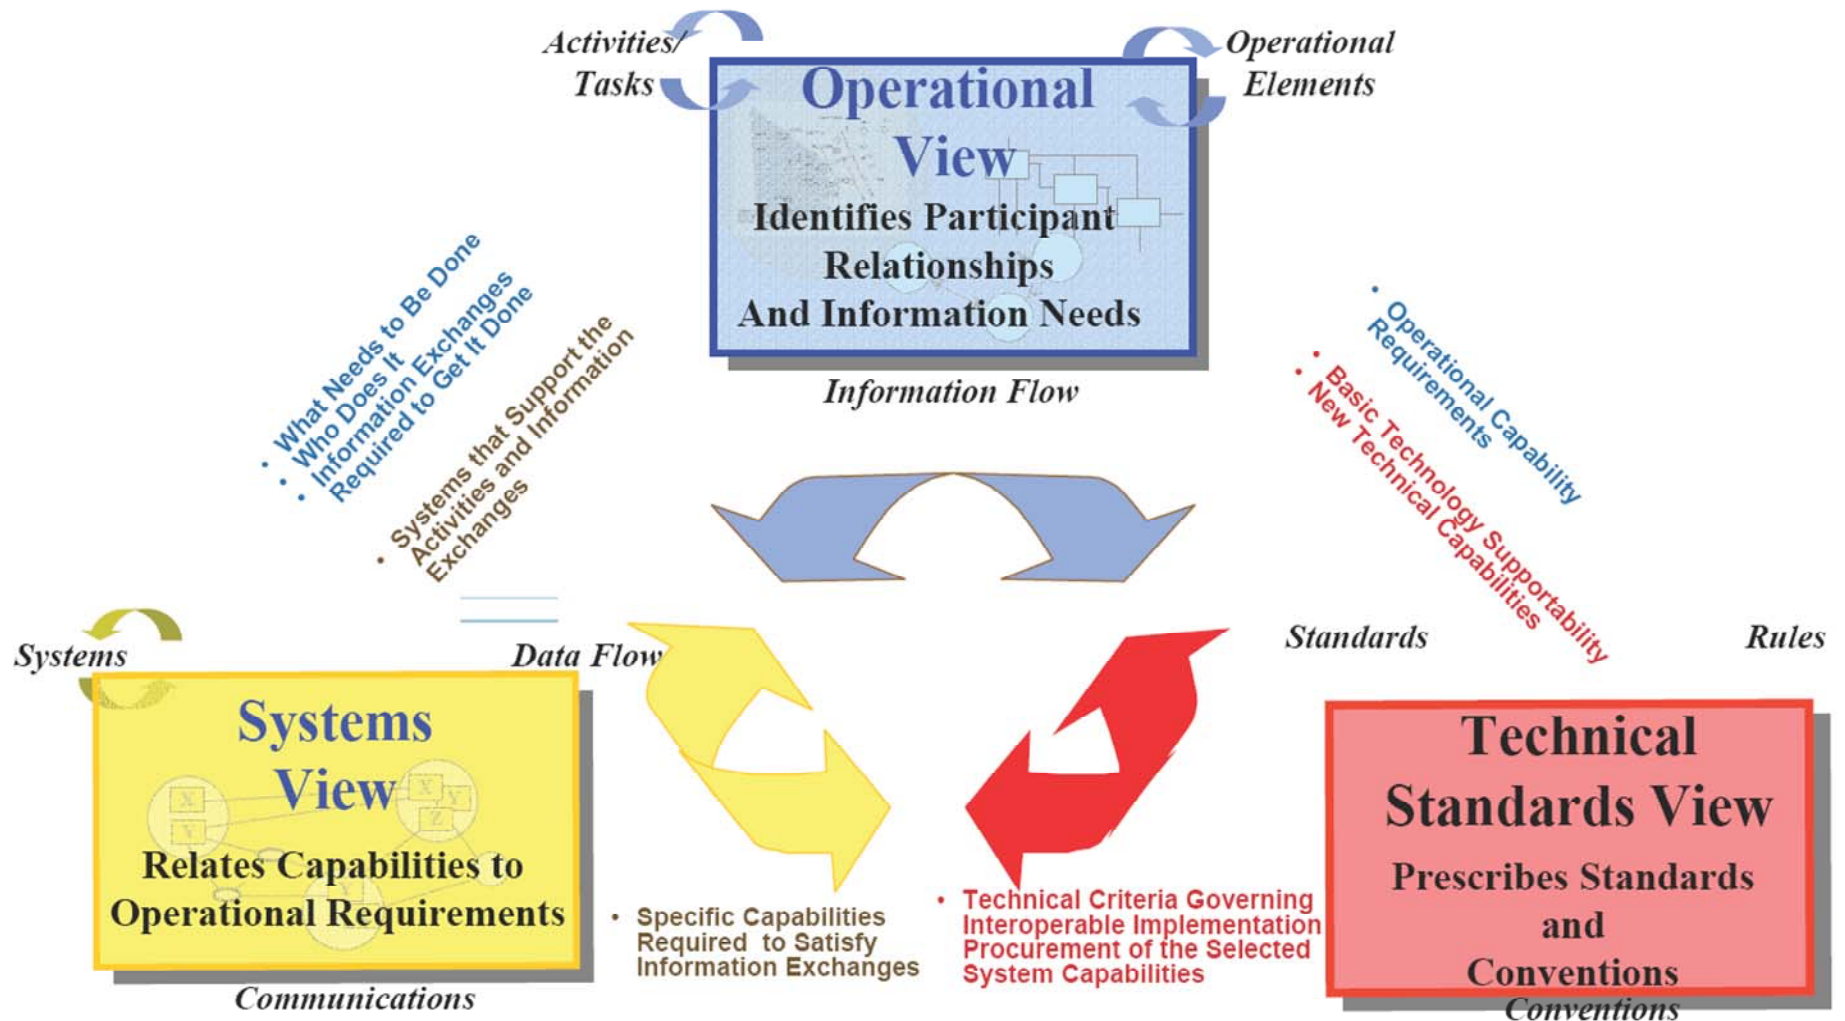 Activities/
Tasks
Operational
Elements
Operational
View
Identifies Participant
Relationships
And Information Needs
Information Flow
• What Needs to Be Done
• Who Does It
• Information Exchanges
Required to Get It Done
• Systems that Support the
Activities and Information
Exchanges
• Operational Capability
Requirements
• Basic Technology Supportability
• New Technical Capabilities
Systems
Data Flow
Systems
View
X
Y
X
Y
Z
Y
Relates Capabilities to
Operational Requirements
Communications
• Specific Capabilities
Required to Satisfy
Information Exchanges
• Technical Criteria Governing
Interoperable Implementation
Procurement of the Selected
System Capabilities
Standards
Rules
Technical
Standards View
Prescribes Standards
and
Conventions
Conventions